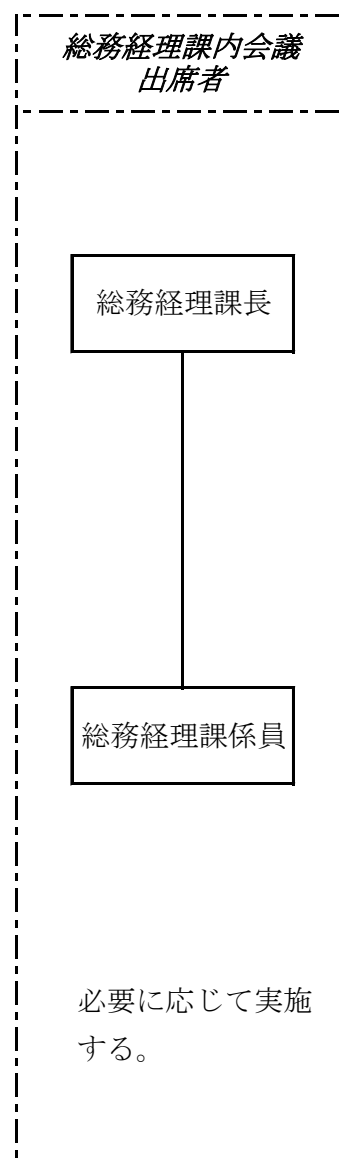 総務経理課内会議
出席者
総務経理課長
総務経理課係員
必要に応じて実施
する。